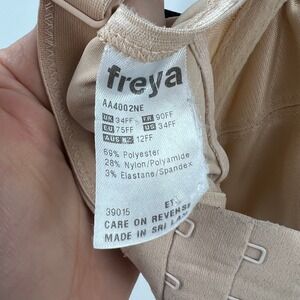 freya
AA4002NE
UK 34FF FR 90FF
EU 75FF US 34FF
AUS NZ 12FF
69% Polyester
28% Nylon/Polyamide
3% Elastane/Spandex
39015
CARE ON REVERSE
MADE IN SRI LAN